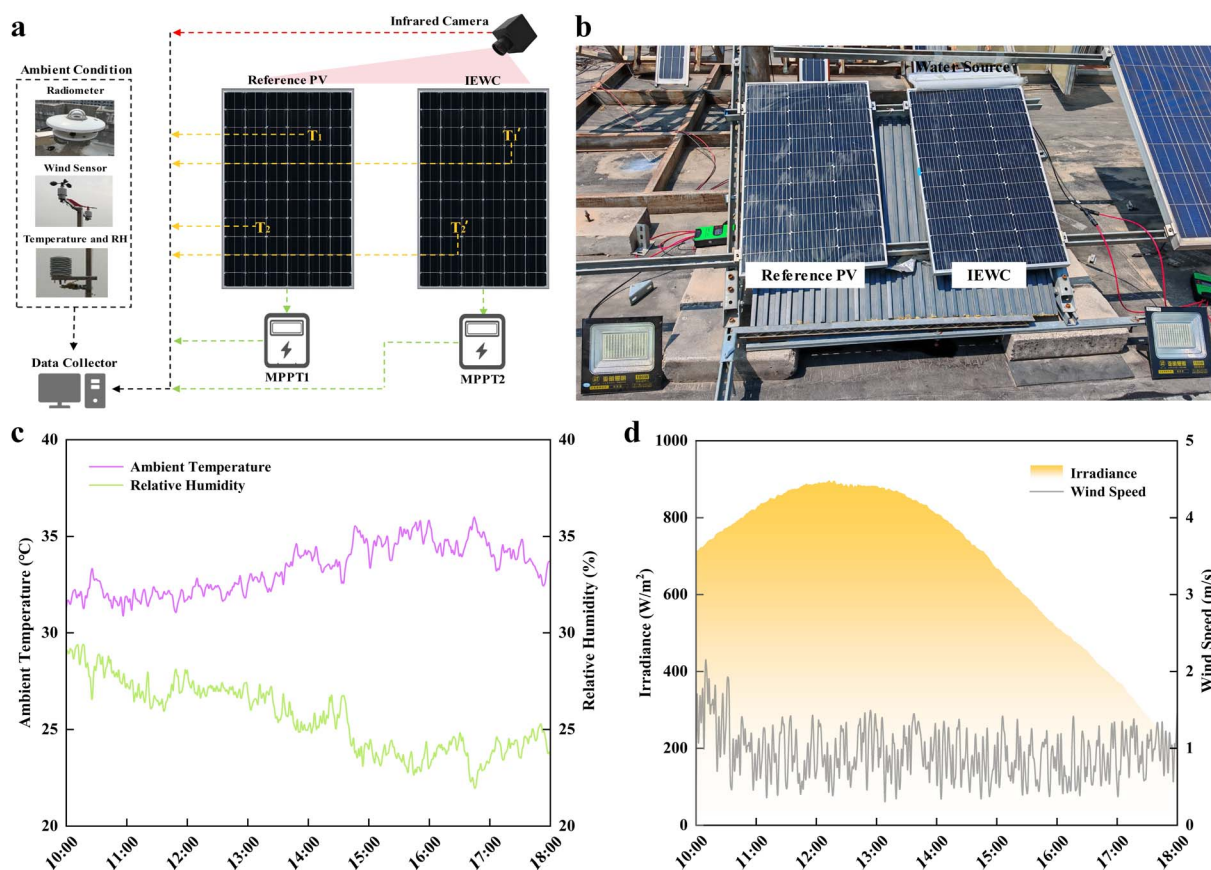 a
Infrared Camera
Ambient Condition
Radiometer
Wind Sensor
Temperature and RH
Data Collector
Reference PV
IEWC
T1
T1′
T2
T2′
MPPT1
MPPT2
b
Water Source
Reference PV
IEWC
c
40
35
30
25
20
Ambient Temperature (°C)
Ambient Temperature
Relative Humidity
40
35
30
25
20
Relative Humidity (%)
10:00
11:00
12:00
13:00
14:00
15:00
16:00
17:00
18:00
d
1000
800
600
400
200
0
Irradiance (W/m²)
Irradiance
Wind Speed
5
4
3
2
1
0
Wind Speed (m/s)
10:00
11:00
12:00
13:00
14:00
15:00
16:00
17:00
18:00